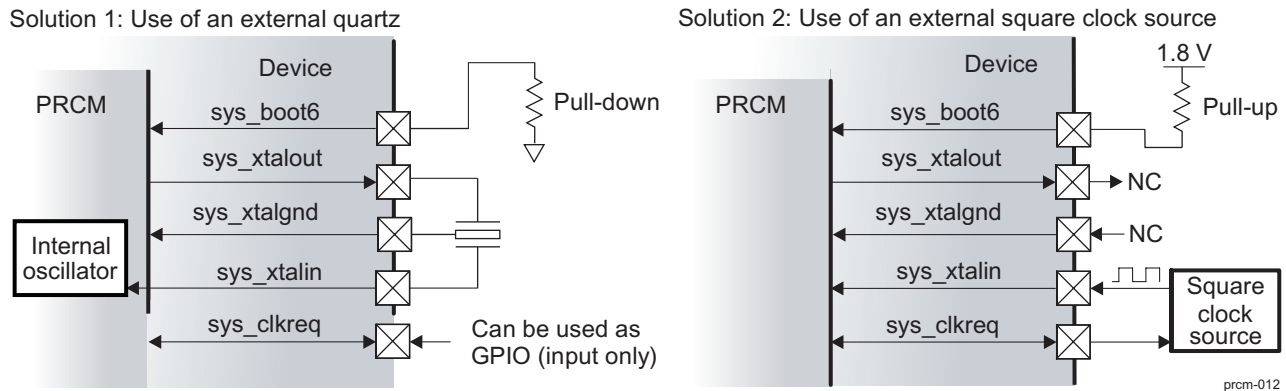 Solution 1: Use of an external quartz
Device
PRCM
Pull-down
sys_boot6
sys_xtalout
sys_xtalgnd
Internal
oscillator
sys_xtalin
sys_clkreq
Can be used as
GPIO (input only)
Solution 2: Use of an external square clock source
1.8 V
Device
PRCM
Pull-up
sys_boot6
sys_xtalout
NC
sys_xtalgnd
NC
sys_xtalin
Square
clock
source
sys_clkreq
prcm-012